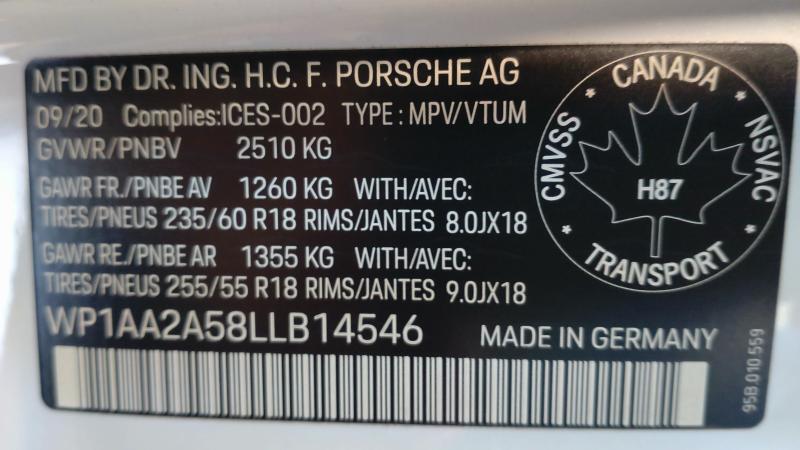 MFD BY DR. ING. H.C. F. PORSCHE AG
09/20 Complies:ICES-002 TYPE : MPV/VTUM
GVWR/PNBV 2510 KG
GAWR FR./PNBE AV 1260 KG WITH/AVEC:
TIRES/PNEUS 235/60 R18 RIMS/JANTES 8.0JX18
GAWR RE./PNBE AR 1355 KG WITH/AVEC:
TIRES/PNEUS 255/55 R18 RIMS/JANTES 9.0JX18
WP1AA2A58LLB14546 MADE IN GERMANY
CANADA
CMVSS
NSVAC
H87
TRANSPORT
95B.010.559